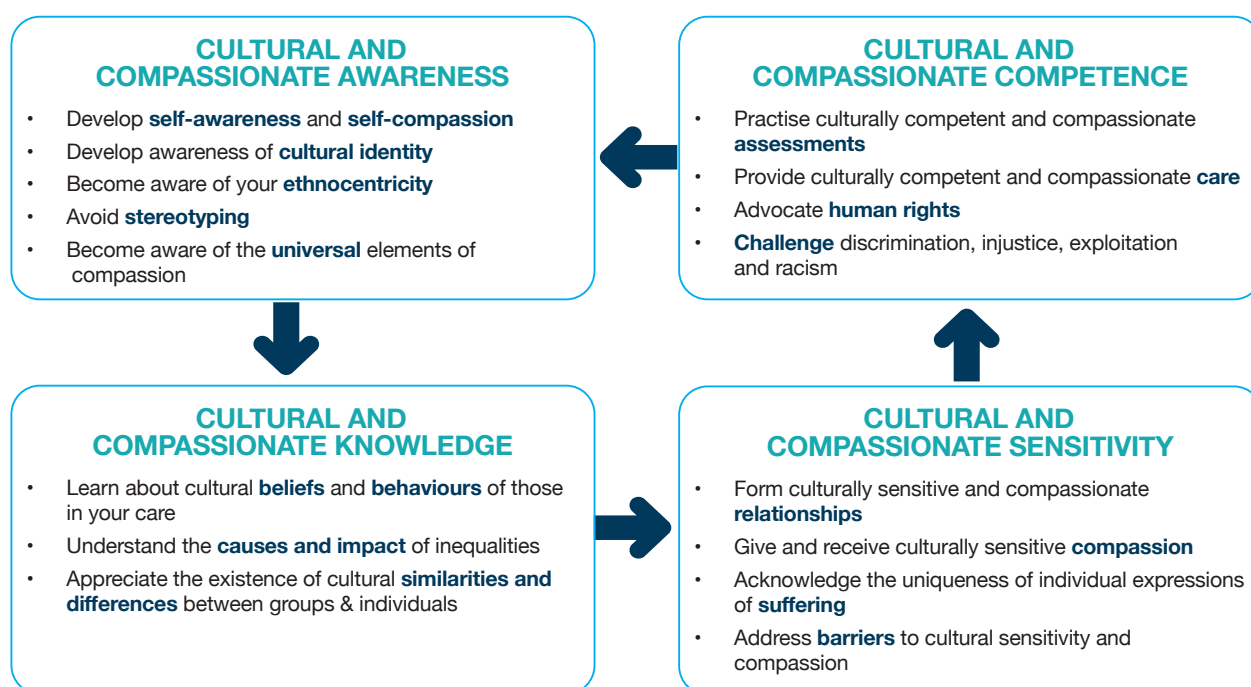 CULTURAL AND
COMPASSIONATE AWARENESS
• Develop self-awareness and self-compassion
• Develop awareness of cultural identity
• Become aware of your ethnocentricity
• Avoid stereotyping
• Become aware of the universal elements of
compassion
CULTURAL AND
COMPASSIONATE COMPETENCE
• Practise culturally competent and compassionate
assessments
• Provide culturally competent and compassionate care
• Advocate human rights
• Challenge discrimination, injustice, exploitation
and racism
CULTURAL AND
COMPASSIONATE KNOWLEDGE
• Learn about cultural beliefs and behaviours of those
in your care
• Understand the causes and impact of inequalities
• Appreciate the existence of cultural similarities and
differences between groups & individuals
CULTURAL AND
COMPASSIONATE SENSITIVITY
• Form culturally sensitive and compassionate
relationships
• Give and receive culturally sensitive compassion
• Acknowledge the uniqueness of individual expressions
of suffering
• Address barriers to cultural sensitivity and
compassion